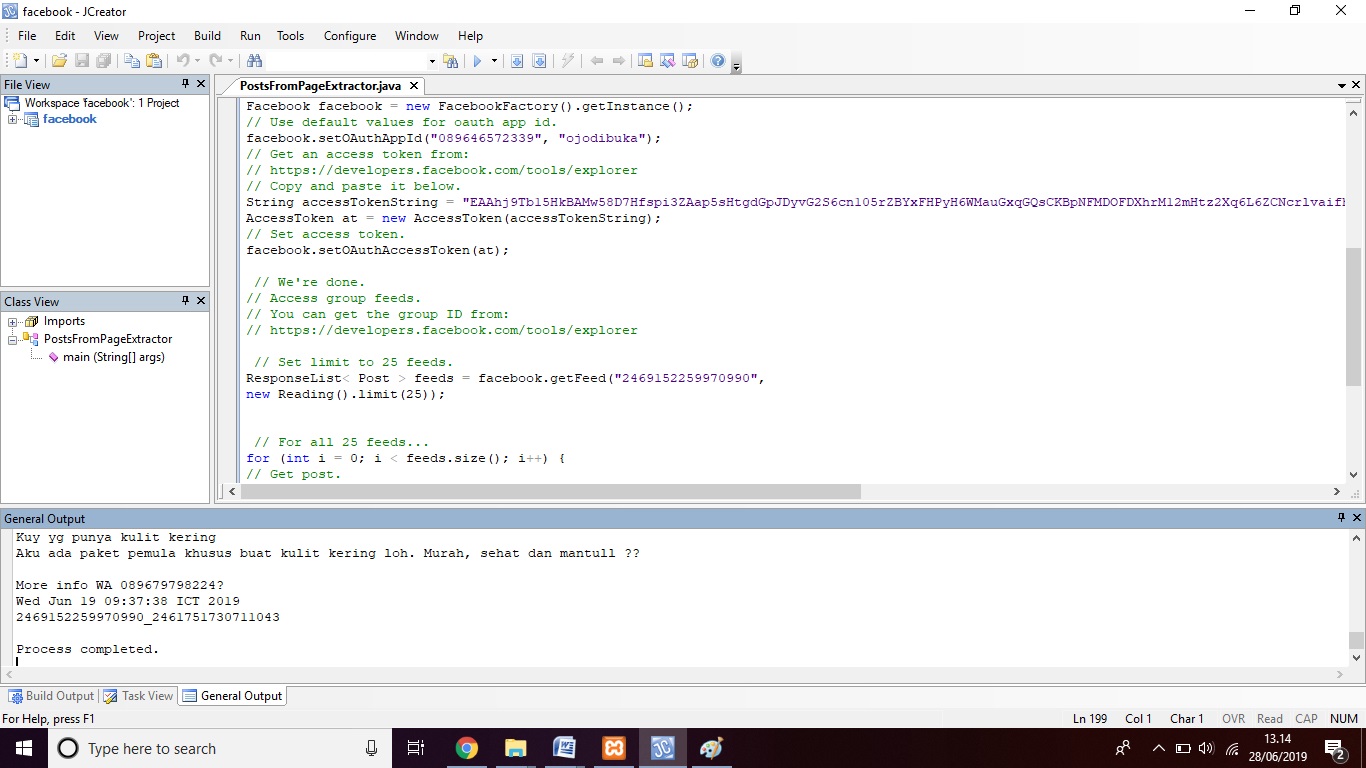 facebook - JCreator
File Edit View Project Build Run Tools Configure Window Help
File View
Workspace 'facebook': 1 Project
facebook
Class View
Imports
PostsFromPageExtractor
main (String[] args)
PostsFromPageExtractor.java
Facebook facebook = new FacebookFactory().getInstance();
// Use default values for oauth app id.
facebook.setOAuthAppId("089646572339", "ojodibuka");
// Get an access token from:
// https://developers.facebook.com/tools/explorer
// Copy and paste it below.
String accessTokenString =
AccessToken at = new AccessToken(accessTokenString);
// Set access token.
facebook.setOAuthAccessToken(at);
// We're done.
// Access group feeds.
// You can get the group ID from:
// https://developers.facebook.com/tools/explorer
// Set limit to 25 feeds.
ResponseList< Post > feeds = facebook.getFeed("2469152259970990",
new Reading().limit(25));
// For all 25 feeds...
for (int i = 0; i < feeds.size(); i++) {
// Get post.
General Output
Kuy yg punya kulit kering
Aku ada paket pemula khusus buat kulit kering loh. Murah, sehat dan mantull ??
More info WA 089679798224?
Wed Jun 19 09:37:38 ICT 2019
2469152259970990_2461751730711043
Process completed.
Build Output Task View General Output
For Help, press F1
Ln 199 Col 1 Char 1 OVR Read CAP NUM
Type here to search
13.14
28/06/2019
2